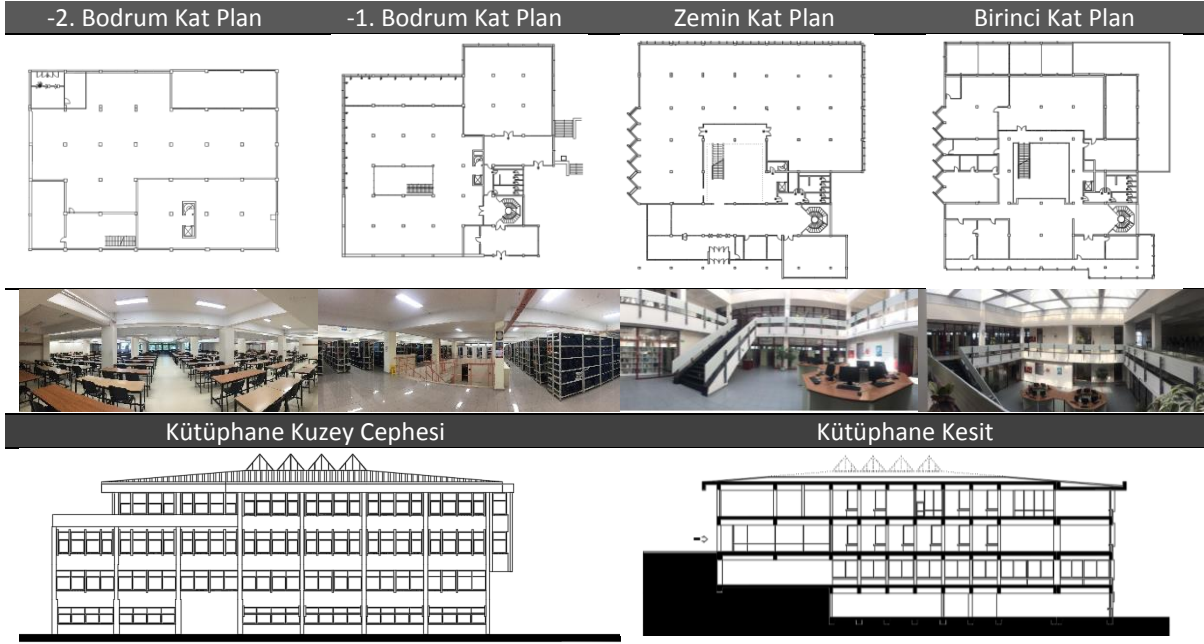 -2. Bodrum Kat Plan
-1. Bodrum Kat Plan
Zemin Kat Plan
Birinci Kat Plan
Kütüphane Kuzey Cephesi
Kütüphane Kesit